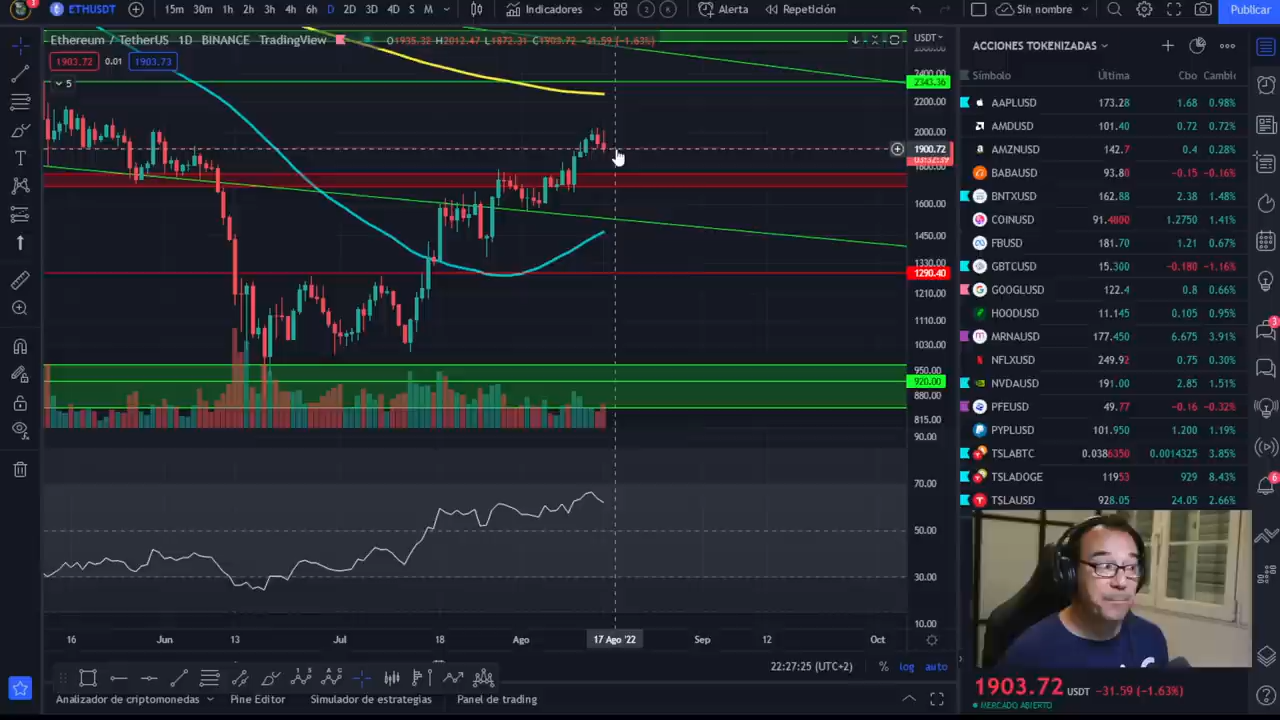 3
ETHUSDT 15m 30m 1h 2h 3h 4h 6h D 2D 3D 4D S M Indicadores 2 3 Alerta Repetición Sin nombre Publicar
Ethereum / TetherUS 1D BINANCE TradingView O1935.32 H2012.47 L1872.31 C1903.72 −31.59 (−1.63%) USDT
1903.72 0.01 1903.73
5
2400.00
2343.36
2200.00
2000.00
1900.72
1800.00
1600.00
1450.00
1330.00
1290.40
1210.00
1110.00
1030.00
950.00
920.00
880.00
815.00
90.00
70.00
50.00
30.00
10.00
16 Jun 13 Jul 18 Ago 17 Ago '22 Sep 12 Oct
22:27:25 (UTC+2) % log auto
Analizador de criptomonedas Pine Editor Simulador de estrategias Panel de trading
ACCIONES TOKENIZADAS
Símbolo Última Cbo Cambic
AAPLUSD 173.28 1.68 0.98%
AMDUSD 101.40 0.72 0.72%
AMZNUSD 142.7 0.4 0.28%
BABAUSD 93.80 −0.15 −0.16%
BNTXUSD 162.88 2.38 1.48%
COINUSD 91.4000 1.2750 1.41%
FBUSD 181.70 1.21 0.67%
GBTCUSD 15.300 −0.180 −1.16%
GOOGLUSD 122.4 0.8 0.66%
HOODUSD 11.145 0.105 0.95%
MRNAUSD 177.450 6.675 3.91%
NFLXUSD 249.92 0.75 0.30%
NVDAUSD 191.00 2.85 1.51%
PFEUSD 49.77 −0.16 −0.32%
PYPLUSD 101.950 1.200 1.19%
TSLABTC 0.0386350 0.0014325 3.85%
TSLADOGE 11953 929 8.43%
TSLAUSD 928.05 24.05 2.66%
1903.72 USDT −31.59 (−1.63%)
MERCADO ABIERTO
3
6